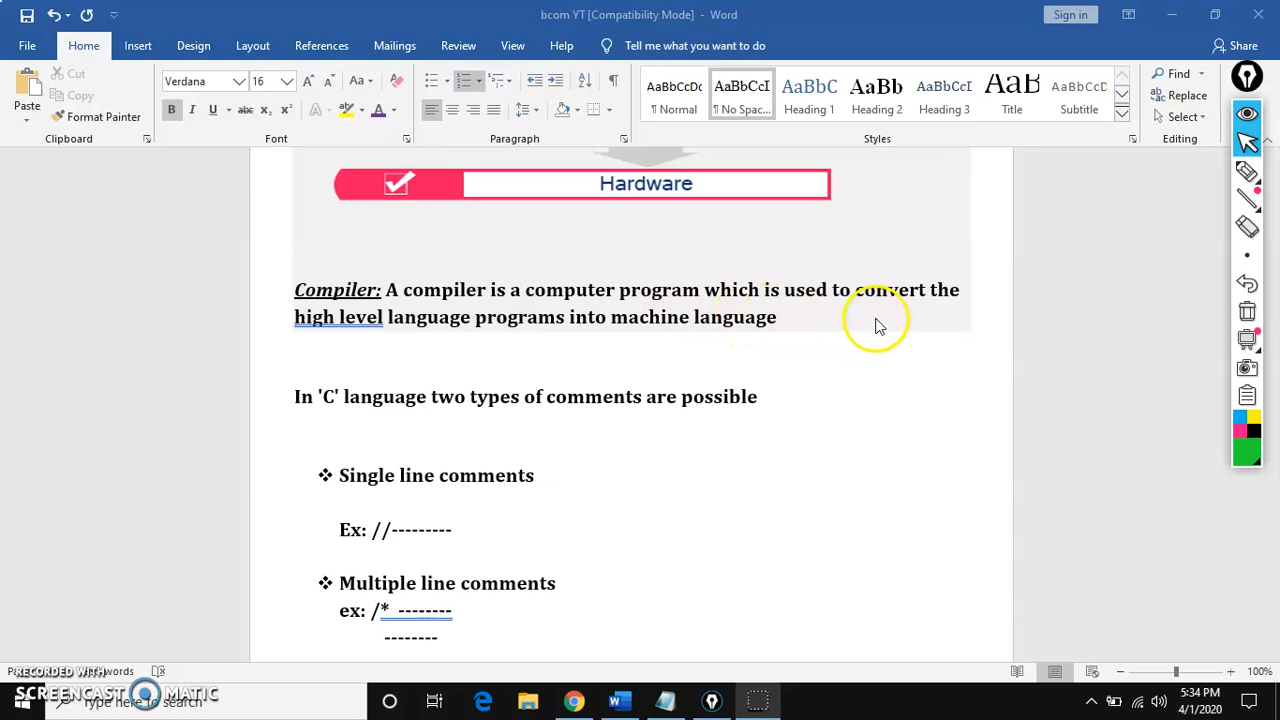 bcom YT [Compatibility Mode] - Word
Sign in
File Home Insert Design Layout References Mailings Review View Help Tell me what you want to do Share
Paste
Cut
Copy
Format Painter
Verdana 16
Aa
B I U abc x2 x2
A A
AaBbCcDc AaBbCcI AaBbC AaBbC AaBbCcI AaB AaBbCcD
¶ Normal ¶ No Spac... Heading 1 Heading 2 Heading 3 Title Subtitle
Find
Replace
Select
Clipboard Font Paragraph Styles Editing
Hardware
Compiler: A compiler is a computer program which is used to convert the
high level language programs into machine language
In 'C' language two types of comments are possible
❖ Single line comments
Ex: //---------
❖ Multiple line comments
ex: /* --------
--------
words
100%
RECORDED WITH
SCREENCAST MATIC
Type here to search
5:34 PM
4/1/2020